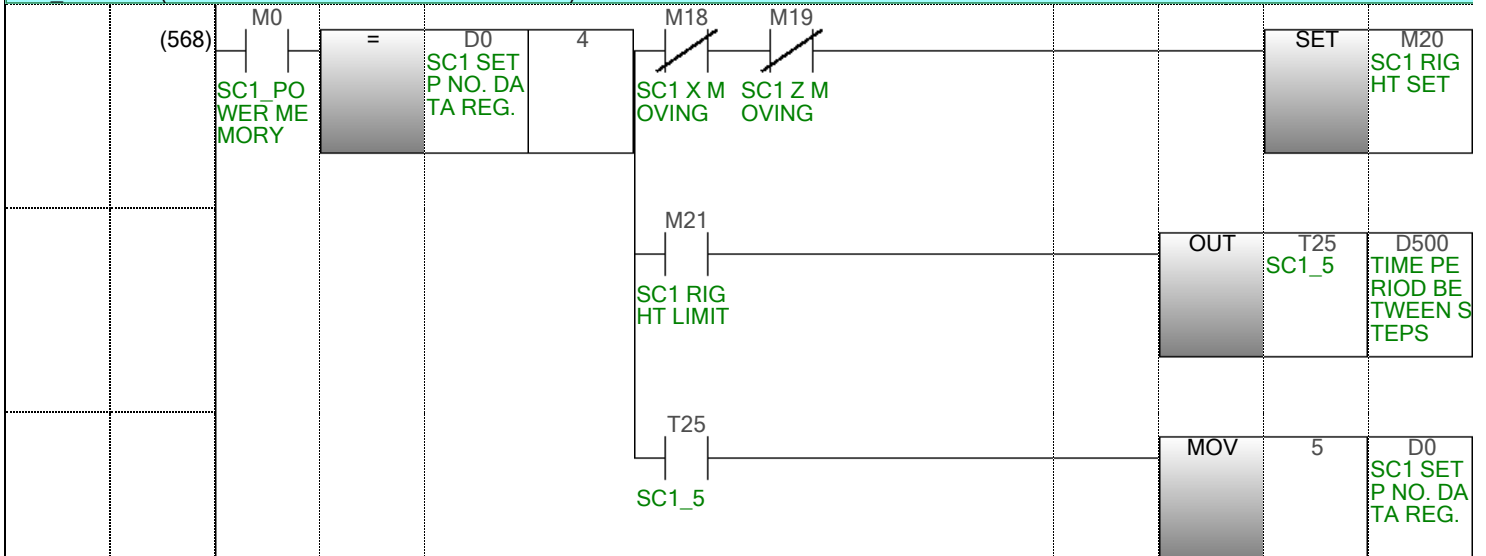 M0
M18
M19
(568)
=
D0
4
SET
M20
SC1 SET
P NO. DA
TA REG.
SC1_PO
WER ME
MORY
SC1 X M
OVING
SC1 Z M
OVING
SC1 RIG
HT SET
M21
SC1 RIG
HT LIMIT
OUT
T25
SC1_5
D500
TIME PE
RIOD BE
TWEEN S
TEPS
T25
SC1_5
MOV
5
D0
SC1 SET
P NO. DA
TA REG.